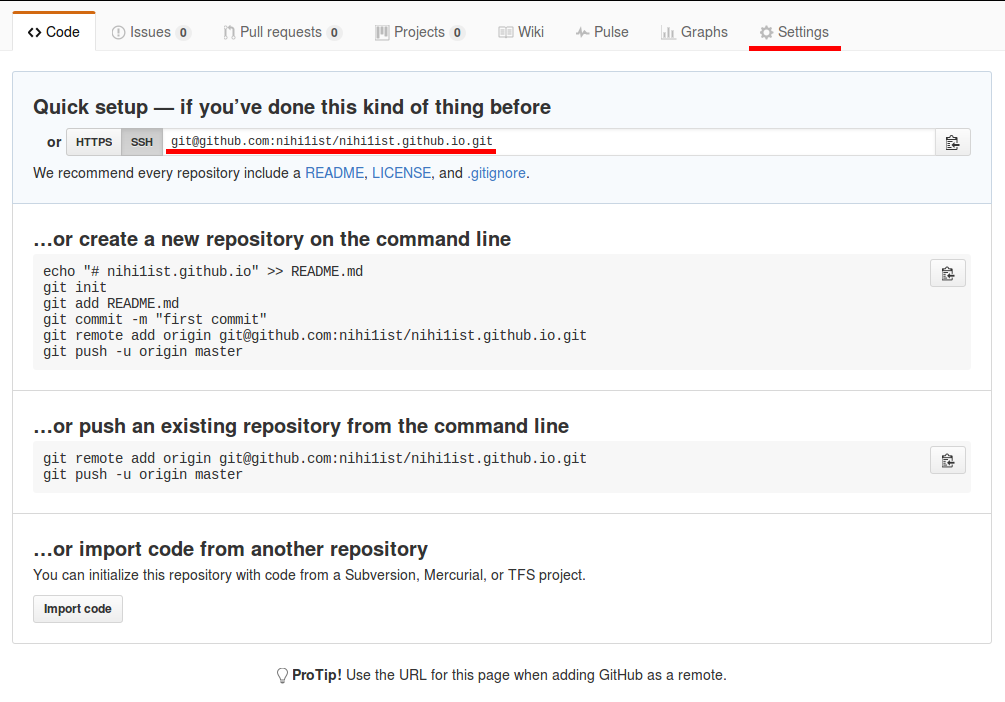 Code Issues 0 Pull requests 0 Projects 0 Wiki Pulse Graphs Settings
Quick setup — if you’ve done this kind of thing before
or HTTPS SSH git@github.com:nihi1ist/nihi1ist.github.io.git
We recommend every repository include a README, LICENSE, and .gitignore.
…or create a new repository on the command line
echo "# nihi1ist.github.io" >> README.md
git init
git add README.md
git commit -m "first commit"
git remote add origin git@github.com:nihi1ist/nihi1ist.github.io.git
git push -u origin master
…or push an existing repository from the command line
git remote add origin git@github.com:nihi1ist/nihi1ist.github.io.git
git push -u origin master
…or import code from another repository
You can initialize this repository with code from a Subversion, Mercurial, or TFS project.
Import code
ProTip! Use the URL for this page when adding GitHub as a remote.